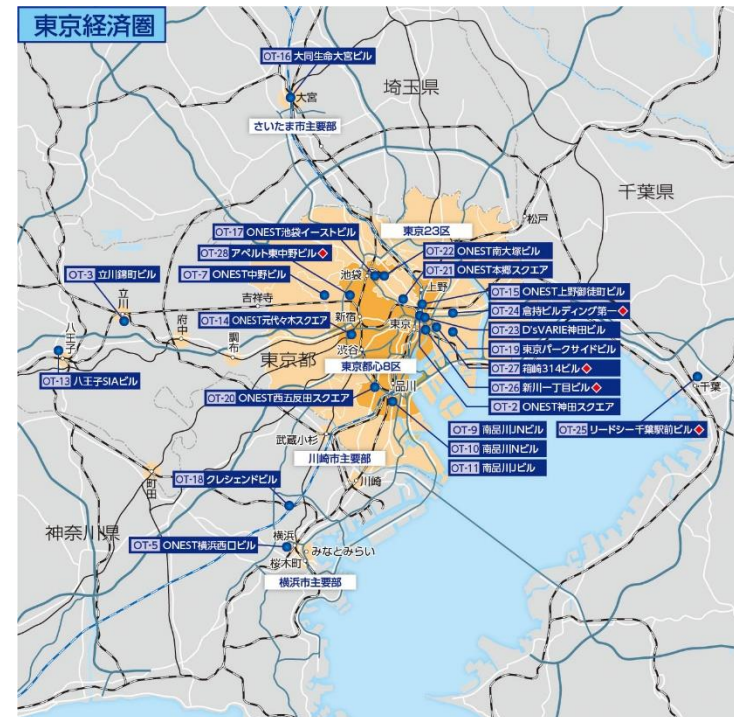 東京経済圏
OT-16 大同生命大宮ビル
大宮
埼玉県
さいたま市主要部
千葉県
松戸
OT-17 ONEST池袋イーストビル
東京23区
OT-28 アペルト東中野ビル
OT-22 ONEST南大塚ビル
OT-7 ONEST中野ビル
池袋
OT-21 ONEST本郷スクエア
OT-3 立川錦町ビル
上野
OT-15 ONEST上野御徒町ビル
立川
吉祥寺
OT-24 倉持ビルディング第一
OT-14 ONEST元代々木スクエア
新宿
東京
OT-23 D'sVARIE神田ビル
八王子
府中
調布
渋谷
OT-19 東京パークサイドビル
東京都
東京都心8区
OT-27 箱崎314ビル
OT-13 八王子SIAビル
品川
OT-26 新川一丁目ビル
千葉
OT-20 ONEST西五反田スクエア
OT-2 ONEST神田スクエア
OT-9 南品川JNビル
OT-25 リードシー千葉駅前ビル
武蔵小杉
OT-10 南品川Nビル
川崎市主要部
OT-11 南品川Jビル
町田
OT-18 クレシェンドビル
川崎
神奈川県
横浜
OT-5 ONEST横浜西口ビル
みなとみらい
桜木町
横浜市主要部